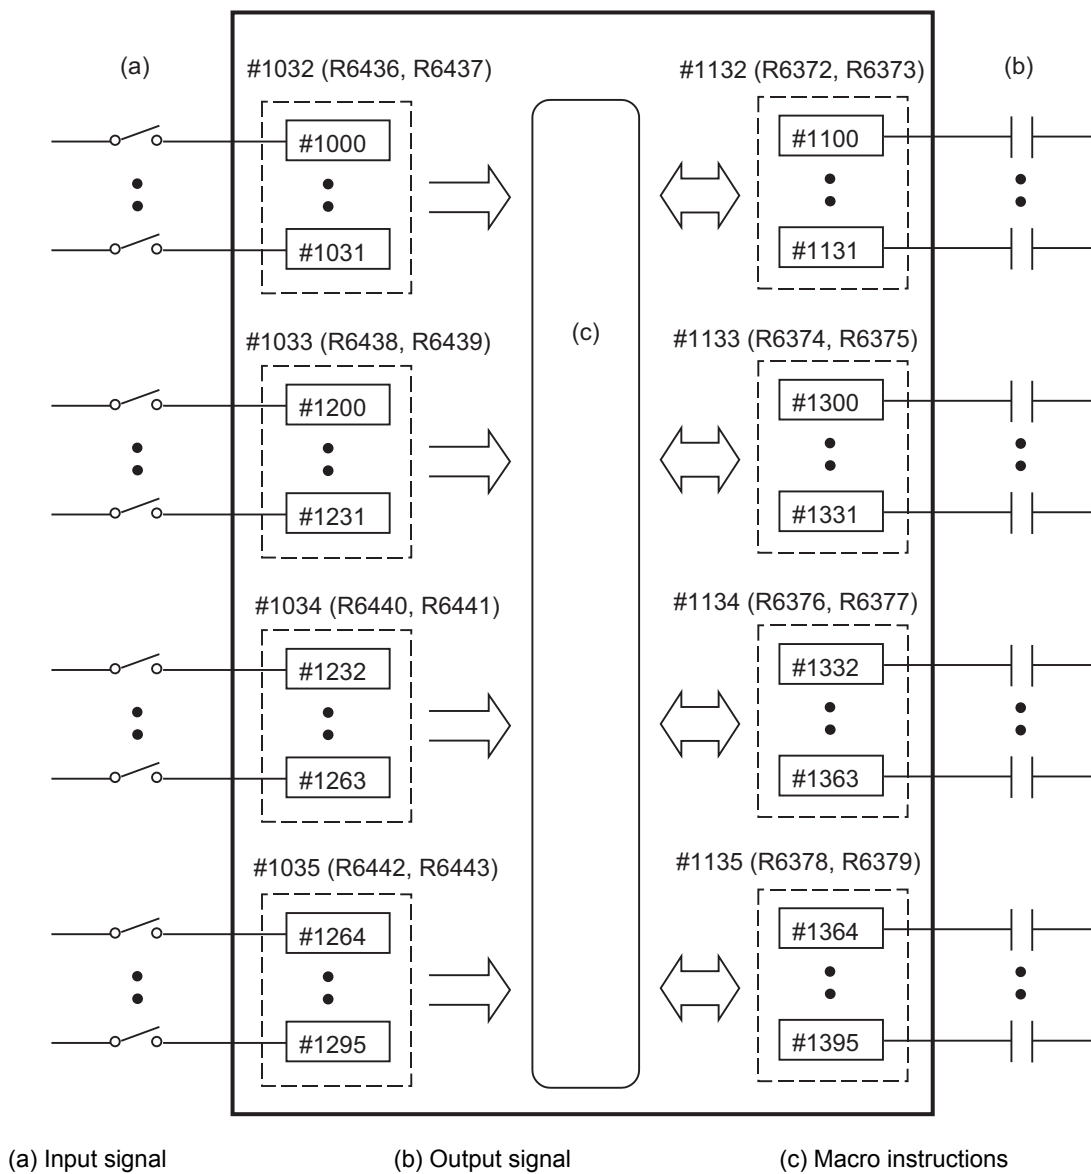 (a)
#1032 (R6436, R6437)
#1132 (R6372, R6373)
(b)
#1000
#1100
#1031
#1131
(c)
#1033 (R6438, R6439)
#1133 (R6374, R6375)
#1200
#1300
#1231
#1331
#1034 (R6440, R6441)
#1134 (R6376, R6377)
#1232
#1332
#1263
#1363
#1035 (R6442, R6443)
#1135 (R6378, R6379)
#1264
#1364
#1295
#1395
(a) Input signal
(b) Output signal
(c) Macro instructions